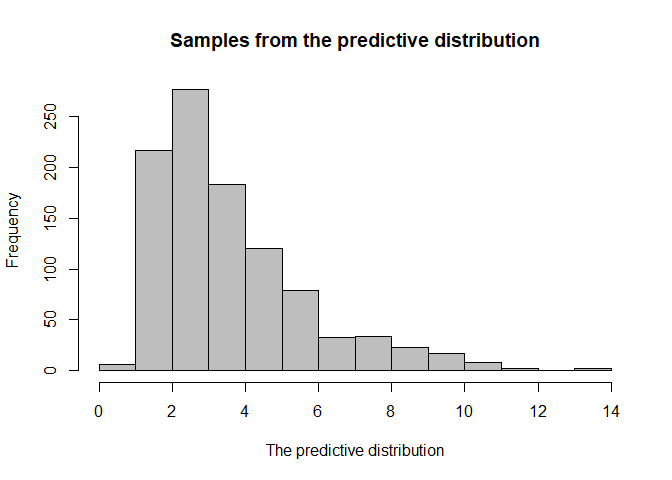 Samples from the predictive distribution
Frequency
250
200
150
100
50
0
0 2 4 6 8 10 12 14
The predictive distribution